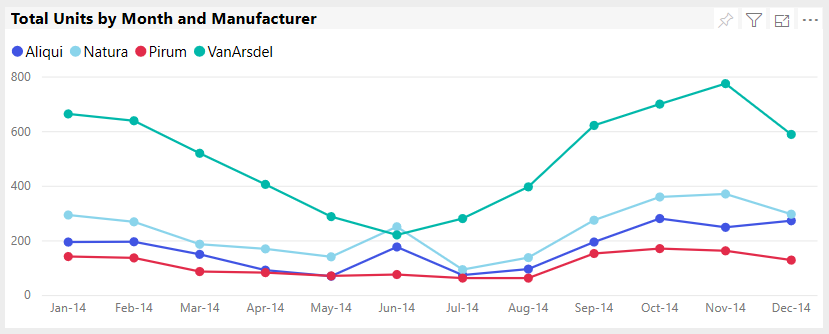 Total Units by Month and Manufacturer
Aliqui Natura Pirum VanArsdel
800
600
400
200
0
Jan-14 Feb-14 Mar-14 Apr-14 May-14 Jun-14 Jul-14 Aug-14 Sep-14 Oct-14 Nov-14 Dec-14